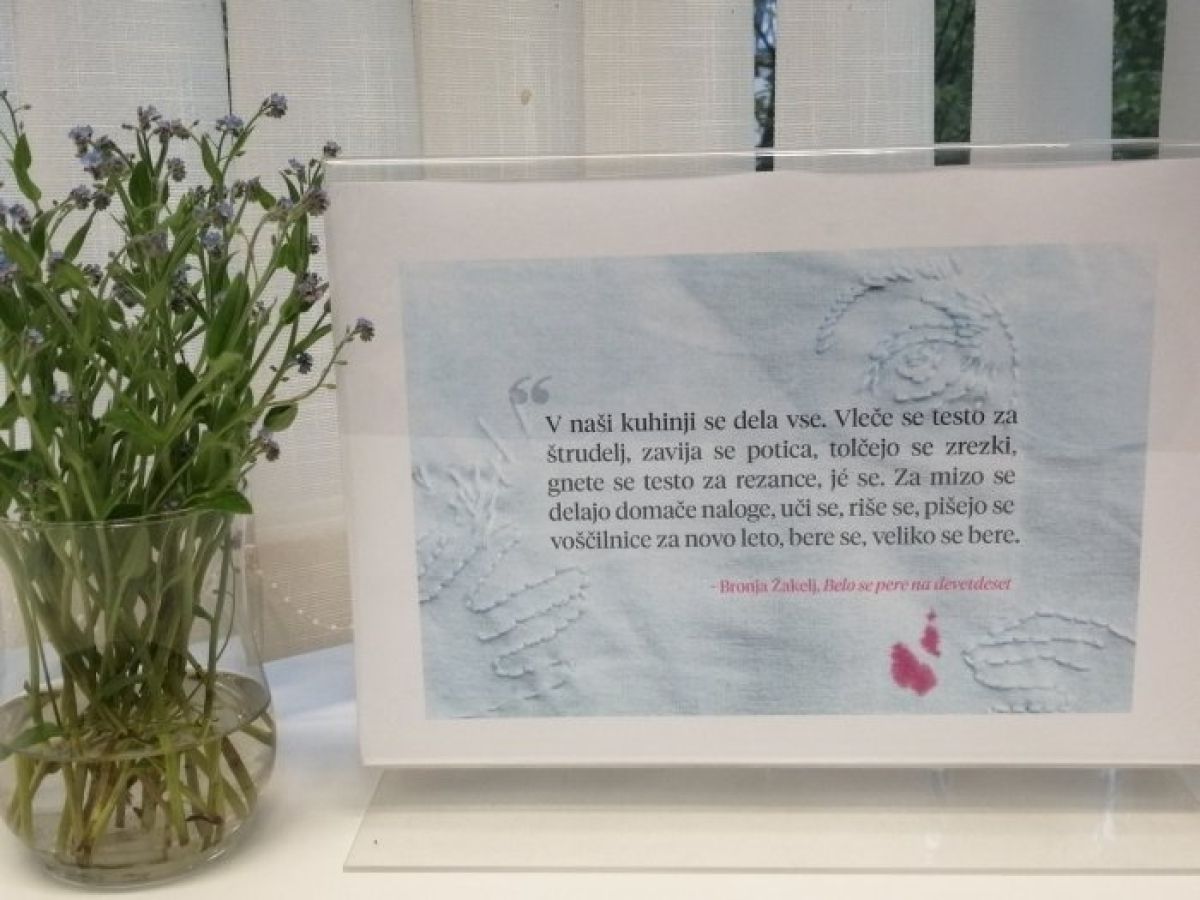 “
V naši kuhinji se dela vse. Vleče se testo za
štrudelj, zavija se potica, tolčejo se zrezki,
gnete se testo za rezance, jé se. Za mizo se
delajo domače naloge, uči se, riše se, pišejo se
voščilnice za novo leto, bere se, veliko se bere.
- Bronja Žakelj, Belo se pere na devetdeset